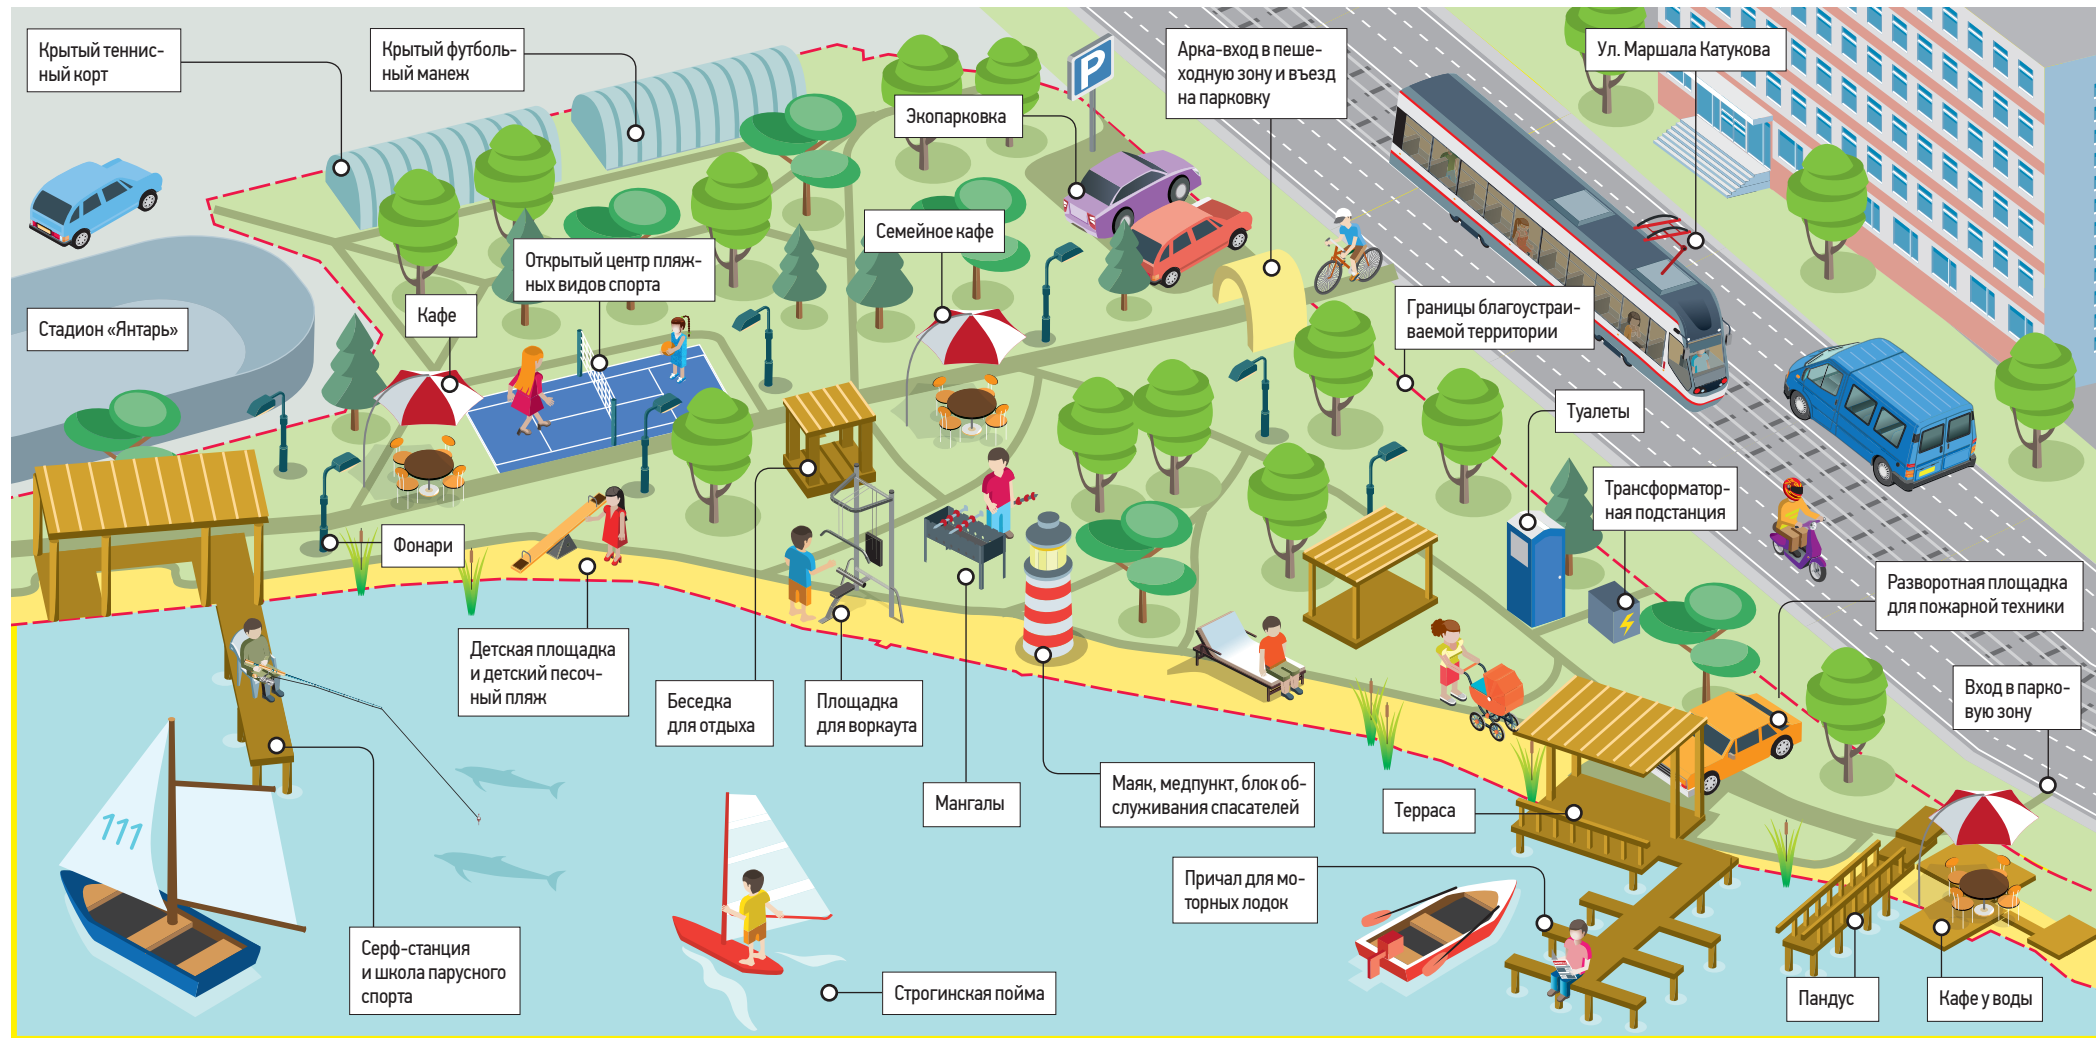 Крытый теннис-
ный корт
Крытый футболь-
ный манеж
P
Экопарковка
Арка-вход в пеше-
ходную зону и въезд
на парковку
Ул. Маршала Катукова
Семейное кафе
Открытый центр пляж-
ных видов спорта
Кафе
Стадион «Янтарь»
Границы благоустраи-
ваемой территории
Туалеты
Трансформатор-
ная подстанция
Фонари
Разворотная площадка
для пожарной техники
Детская площадка
и детский песоч-
ный пляж
Беседка
для отдыха
Площадка
для воркаута
Вход в парко-
вую зону
Мангалы
Маяк, медпункт, блок об-
служивания спасателей
Терраса
111
Причал для мо-
торных лодок
Серф-станция
и школа парусного
спорта
Строгинская пойма
Пандус
Кафе у воды